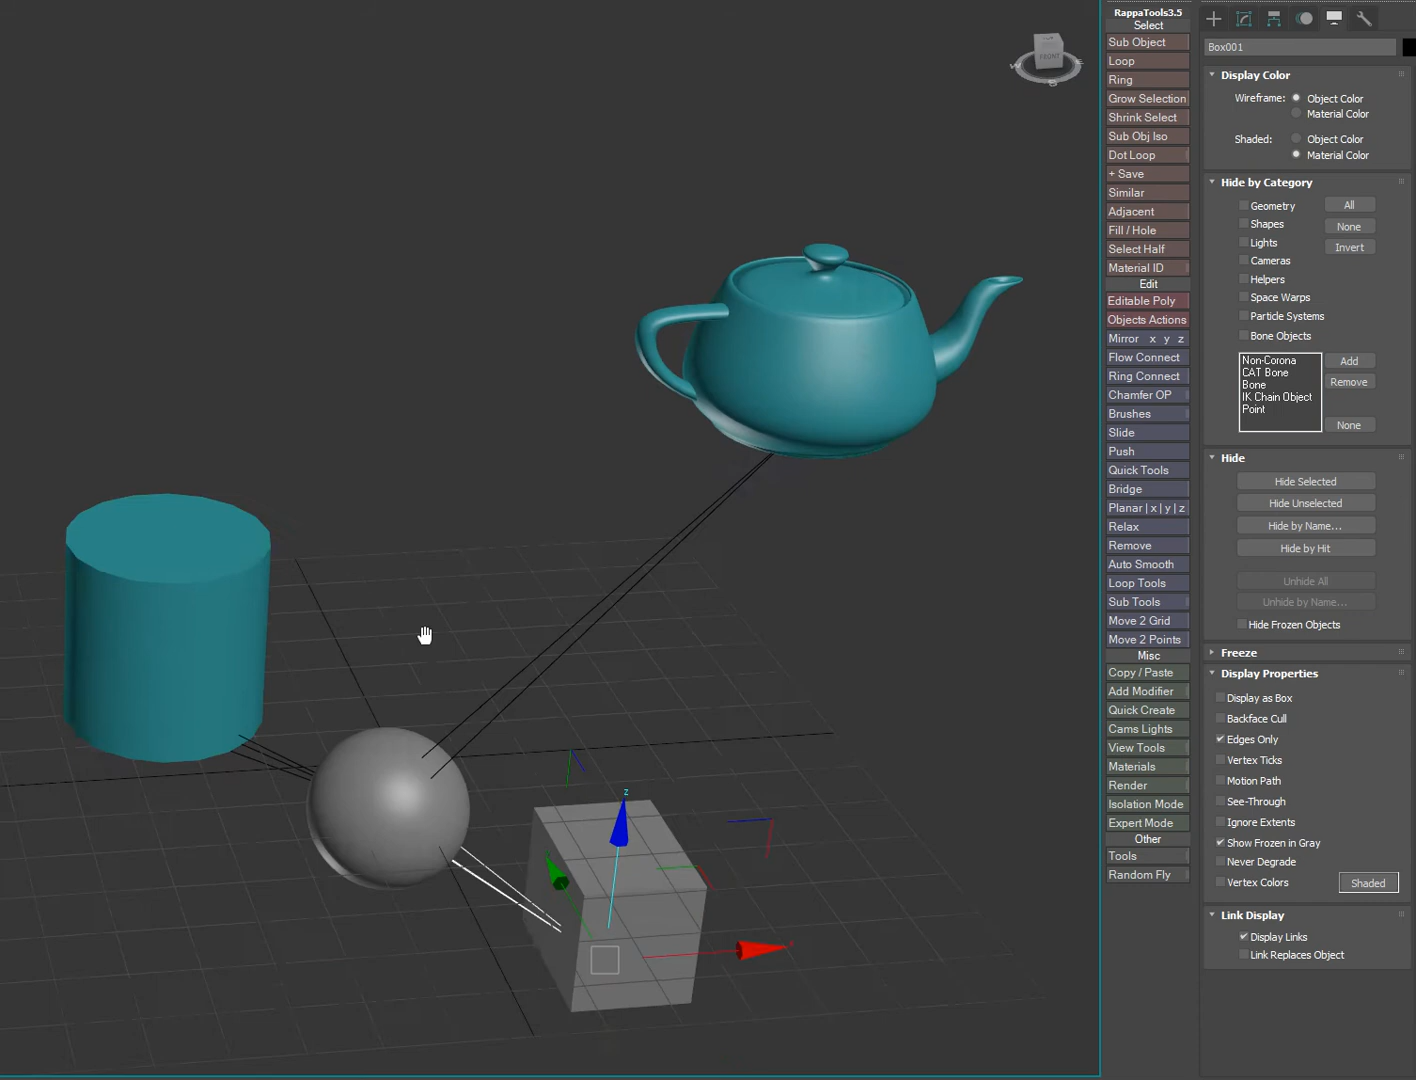 FRONT
W
E
S
z
RappaTools3.5
Select
Sub Object
Loop
Ring
Grow Selection
Shrink Select
Sub Obj Iso
Dot Loop
+ Save
Similar
Adjacent
Fill / Hole
Select Half
Material ID
Edit
Editable Poly
Objects Actions
Mirror x y z
Flow Connect
Ring Connect
Chamfer OP
Brushes
Slide
Push
Quick Tools
Bridge
Planar | x | y | z
Relax
Remove
Auto Smooth
Loop Tools
Sub Tools
Move 2 Grid
Move 2 Points
Misc
Copy / Paste
Add Modifier
Quick Create
Cams Lights
View Tools
Materials
Render
Isolation Mode
Expert Mode
Other
Tools
Random Fly
Box001
Display Color
Wireframe: Object Color
Material Color
Shaded: Object Color
Material Color
Hide by Category
Geometry All
Shapes None
Lights Invert
Cameras
Helpers
Space Warps
Particle Systems
Bone Objects
Non-Corona Add
CAT Bone
Bone Remove
IK Chain Object
Point
None
Hide
Hide Selected
Hide Unselected
Hide by Name...
Hide by Hit
Unhide All
Unhide by Name...
Hide Frozen Objects
Freeze
Display Properties
Display as Box
Backface Cull
Edges Only
Vertex Ticks
Motion Path
See-Through
Ignore Extents
Show Frozen in Gray
Never Degrade
Vertex Colors Shaded
Link Display
Display Links
Link Replaces Object